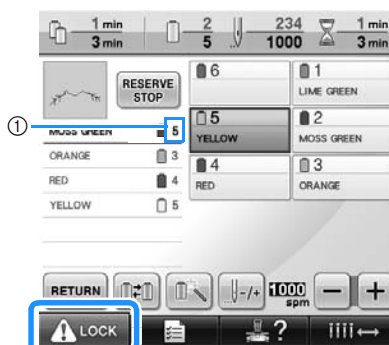 1 min
3 min
2
5
234
1000
1 min
3 min
RESERVE
STOP
①
MOSS GREEN 5
ORANGE 3
RED 4
YELLOW 5
6
1
LIME GREEN
5
YELLOW
2
MOSS GREEN
4
RED
3
ORANGE
RETURN
-/+
1000
spm
− +
LOCK
?